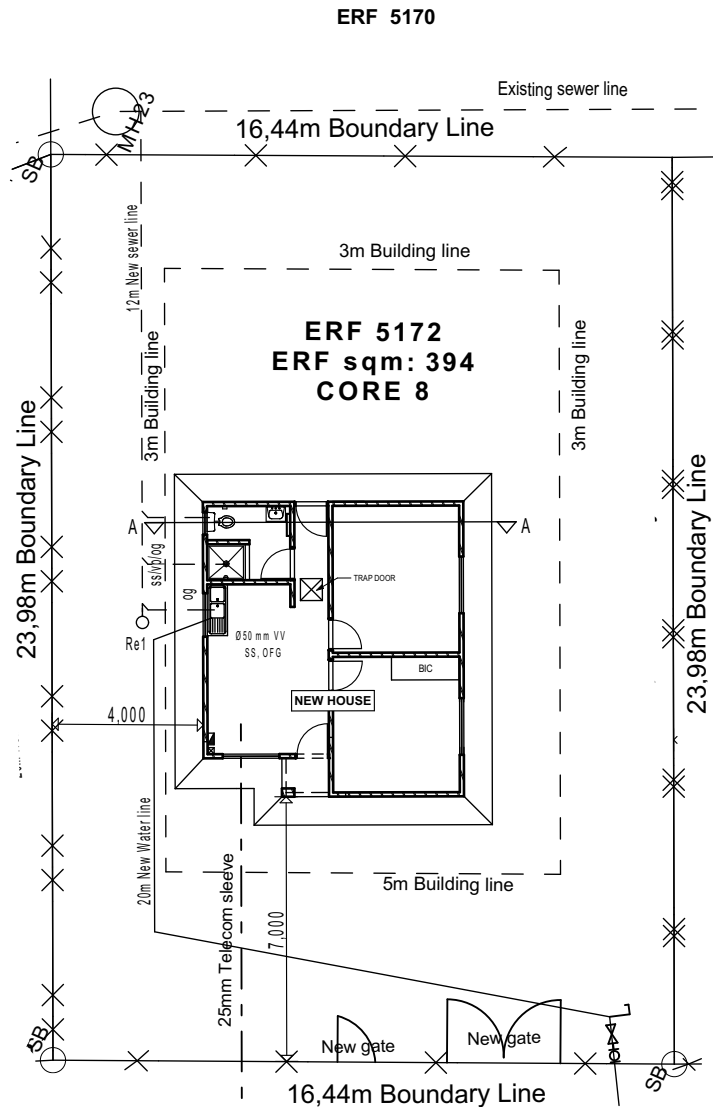 ERF 5170
Existing sewer line
MH23
16,44m Boundary Line
SB
12m New sewer line
3m Building line
ERF 5172
ERF sqm: 394
CORE 8
3m Building line
3m Building line
23,98m Boundary Line
23,98m Boundary Line
A
A
ss/vb/og
og
TRAP DOOR
Re1
Ø50 mm VV
SS, OFG
BIC
NEW HOUSE
4,000
20m New Water line
5m Building line
25mm Telecom sleeve
7,000
New gate
New gate
SB
SB
16,44m Boundary Line